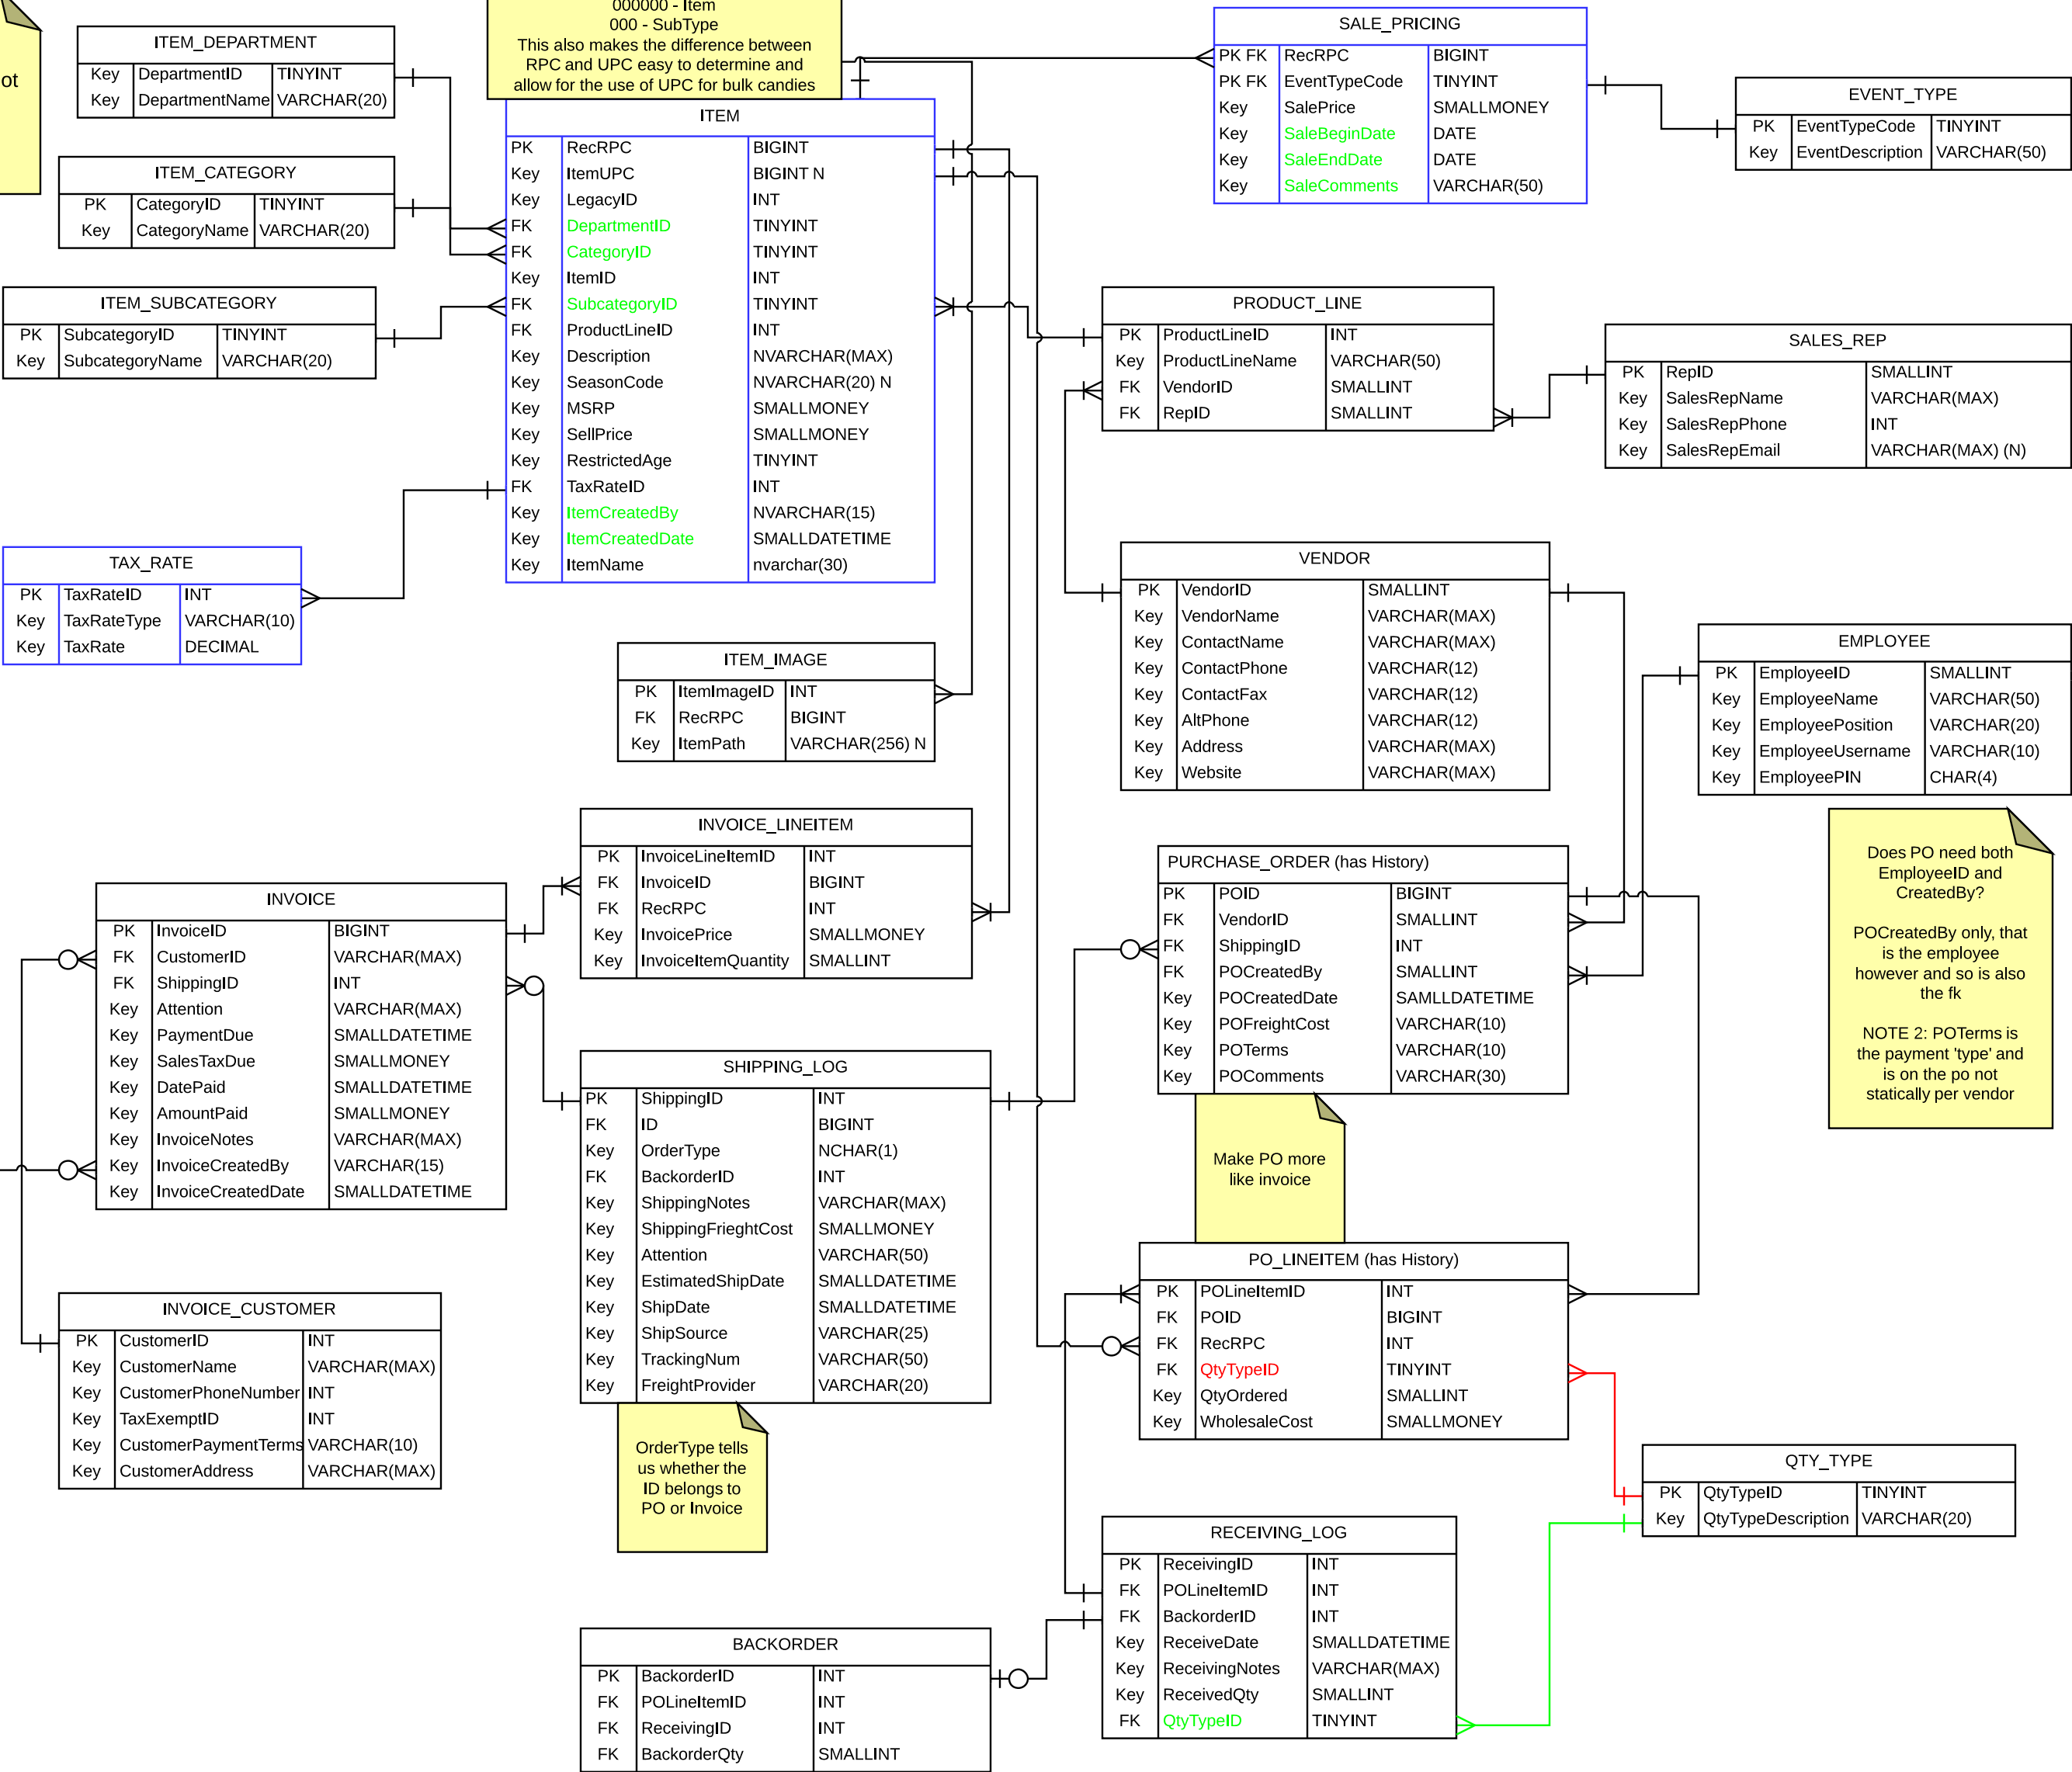 ot
000000 - Item
000 - SubType
This also makes the difference between
RPC and UPC easy to determine and
allow for the use of UPC for bulk candies
ITEM_DEPARTMENT
Key DepartmentID TINYINT
Key DepartmentName VARCHAR(20)
ITEM_CATEGORY
PK CategoryID TINYINT
Key CategoryName VARCHAR(20)
ITEM_SUBCATEGORY
PK SubcategoryID TINYINT
Key SubcategoryName VARCHAR(20)
TAX_RATE
PK TaxRateID INT
Key TaxRateType VARCHAR(10)
Key TaxRate DECIMAL
ITEM
PK RecRPC BIGINT
Key ItemUPC BIGINT N
Key LegacyID INT
FK DepartmentID TINYINT
FK CategoryID TINYINT
Key ItemID INT
FK SubcategoryID TINYINT
FK ProductLineID INT
Key Description NVARCHAR(MAX)
Key SeasonCode NVARCHAR(20) N
Key MSRP SMALLMONEY
Key SellPrice SMALLMONEY
Key RestrictedAge TINYINT
FK TaxRateID INT
Key ItemCreatedBy NVARCHAR(15)
Key ItemCreatedDate SMALLDATETIME
Key ItemName nvarchar(30)
SALE_PRICING
PK FK RecRPC BIGINT
PK FK EventTypeCode TINYINT
Key SalePrice SMALLMONEY
Key SaleBeginDate DATE
Key SaleEndDate DATE
Key SaleComments VARCHAR(50)
EVENT_TYPE
PK EventTypeCode TINYINT
Key EventDescription VARCHAR(50)
PRODUCT_LINE
PK ProductLineID INT
Key ProductLineName VARCHAR(50)
FK VendorID SMALLINT
FK RepID SMALLINT
SALES_REP
PK RepID SMALLINT
Key SalesRepName VARCHAR(MAX)
Key SalesRepPhone INT
Key SalesRepEmail VARCHAR(MAX) (N)
VENDOR
PK VendorID SMALLINT
Key VendorName VARCHAR(MAX)
Key ContactName VARCHAR(MAX)
Key ContactPhone VARCHAR(12)
Key ContactFax VARCHAR(12)
Key AltPhone VARCHAR(12)
Key Address VARCHAR(MAX)
Key Website VARCHAR(MAX)
EMPLOYEE
PK EmployeeID SMALLINT
Key EmployeeName VARCHAR(50)
Key EmployeePosition VARCHAR(20)
Key EmployeeUsername VARCHAR(10)
Key EmployeePIN CHAR(4)
ITEM_IMAGE
PK ItemImageID INT
FK RecRPC BIGINT
Key ItemPath VARCHAR(256) N
INVOICE_LINEITEM
PK InvoiceLineItemID INT
FK InvoiceID BIGINT
FK RecRPC INT
Key InvoicePrice SMALLMONEY
Key InvoiceItemQuantity SMALLINT
PURCHASE_ORDER (has History)
PK POID BIGINT
FK VendorID SMALLINT
FK ShippingID INT
FK POCreatedBy SMALLINT
Key POCreatedDate SAMLLDATETIME
Key POFreightCost VARCHAR(10)
Key POTerms VARCHAR(10)
Key POComments VARCHAR(30)
Does PO need both
EmployeeID and
CreatedBy?
POCreatedBy only, that
is the employee
however and so is also
the fk
NOTE 2: POTerms is
the payment 'type' and
is on the po not
statically per vendor
INVOICE
PK InvoiceID BIGINT
FK CustomerID VARCHAR(MAX)
FK ShippingID INT
Key Attention VARCHAR(MAX)
Key PaymentDue SMALLDATETIME
Key SalesTaxDue SMALLMONEY
Key DatePaid SMALLDATETIME
Key AmountPaid SMALLMONEY
Key InvoiceNotes VARCHAR(MAX)
Key InvoiceCreatedBy VARCHAR(15)
Key InvoiceCreatedDate SMALLDATETIME
SHIPPING_LOG
PK ShippingID INT
FK ID BIGINT
Key OrderType NCHAR(1)
FK BackorderID INT
Key ShippingNotes VARCHAR(MAX)
Key ShippingFrieghtCost SMALLMONEY
Key Attention VARCHAR(50)
Key EstimatedShipDate SMALLDATETIME
Key ShipDate SMALLDATETIME
Key ShipSource VARCHAR(25)
Key TrackingNum VARCHAR(50)
Key FreightProvider VARCHAR(20)
Make PO more
like invoice
PO_LINEITEM (has History)
PK POLineItemID INT
FK POID BIGINT
FK RecRPC INT
FK QtyTypeID TINYINT
Key QtyOrdered SMALLINT
Key WholesaleCost SMALLMONEY
INVOICE_CUSTOMER
PK CustomerID INT
Key CustomerName VARCHAR(MAX)
Key CustomerPhoneNumber INT
Key TaxExemptID INT
Key CustomerPaymentTerms VARCHAR(10)
Key CustomerAddress VARCHAR(MAX)
OrderType tells
us whether the
ID belongs to
PO or Invoice
QTY_TYPE
PK QtyTypeID TINYINT
Key QtyTypeDescription VARCHAR(20)
RECEIVING_LOG
PK ReceivingID INT
FK POLineItemID INT
FK BackorderID INT
Key ReceiveDate SMALLDATETIME
Key ReceivingNotes VARCHAR(MAX)
Key ReceivedQty SMALLINT
FK QtyTypeID TINYINT
BACKORDER
PK BackorderID INT
FK POLineItemID INT
FK ReceivingID INT
FK BackorderQty SMALLINT